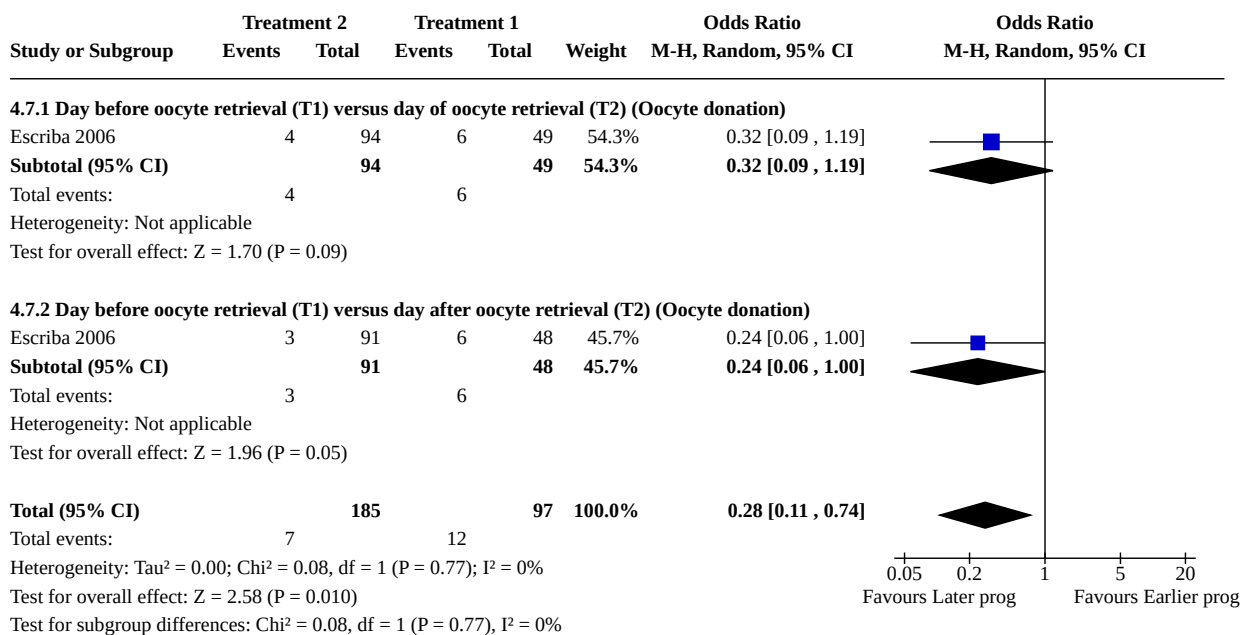 Treatment 2 Treatment 1 Odds Ratio Odds Ratio
Study or Subgroup Events Total Events Total Weight M-H, Random, 95% CI M-H, Random, 95% CI
4.7.1 Day before oocyte retrieval (T1) versus day of oocyte retrieval (T2) (Oocyte donation)
Escriba 2006 4 94 6 49 54.3% 0.32 [0.09 , 1.19]
Subtotal (95% CI) 94 49 54.3% 0.32 [0.09 , 1.19]
Total events: 4 6
Heterogeneity: Not applicable
Test for overall effect: Z = 1.70 (P = 0.09)
4.7.2 Day before oocyte retrieval (T1) versus day after oocyte retrieval (T2) (Oocyte donation)
Escriba 2006 3 91 6 48 45.7% 0.24 [0.06 , 1.00]
Subtotal (95% CI) 91 48 45.7% 0.24 [0.06 , 1.00]
Total events: 3 6
Heterogeneity: Not applicable
Test for overall effect: Z = 1.96 (P = 0.05)
Total (95% CI) 185 97 100.0% 0.28 [0.11 , 0.74]
Total events: 7 12
Heterogeneity: Tau² = 0.00; Chi² = 0.08, df = 1 (P = 0.77); I² = 0%
0.05 0.2 1 5 20
Test for overall effect: Z = 2.58 (P = 0.010) Favours Later prog Favours Earlier prog
Test for subgroup differences: Chi² = 0.08, df = 1 (P = 0.77), I² = 0%